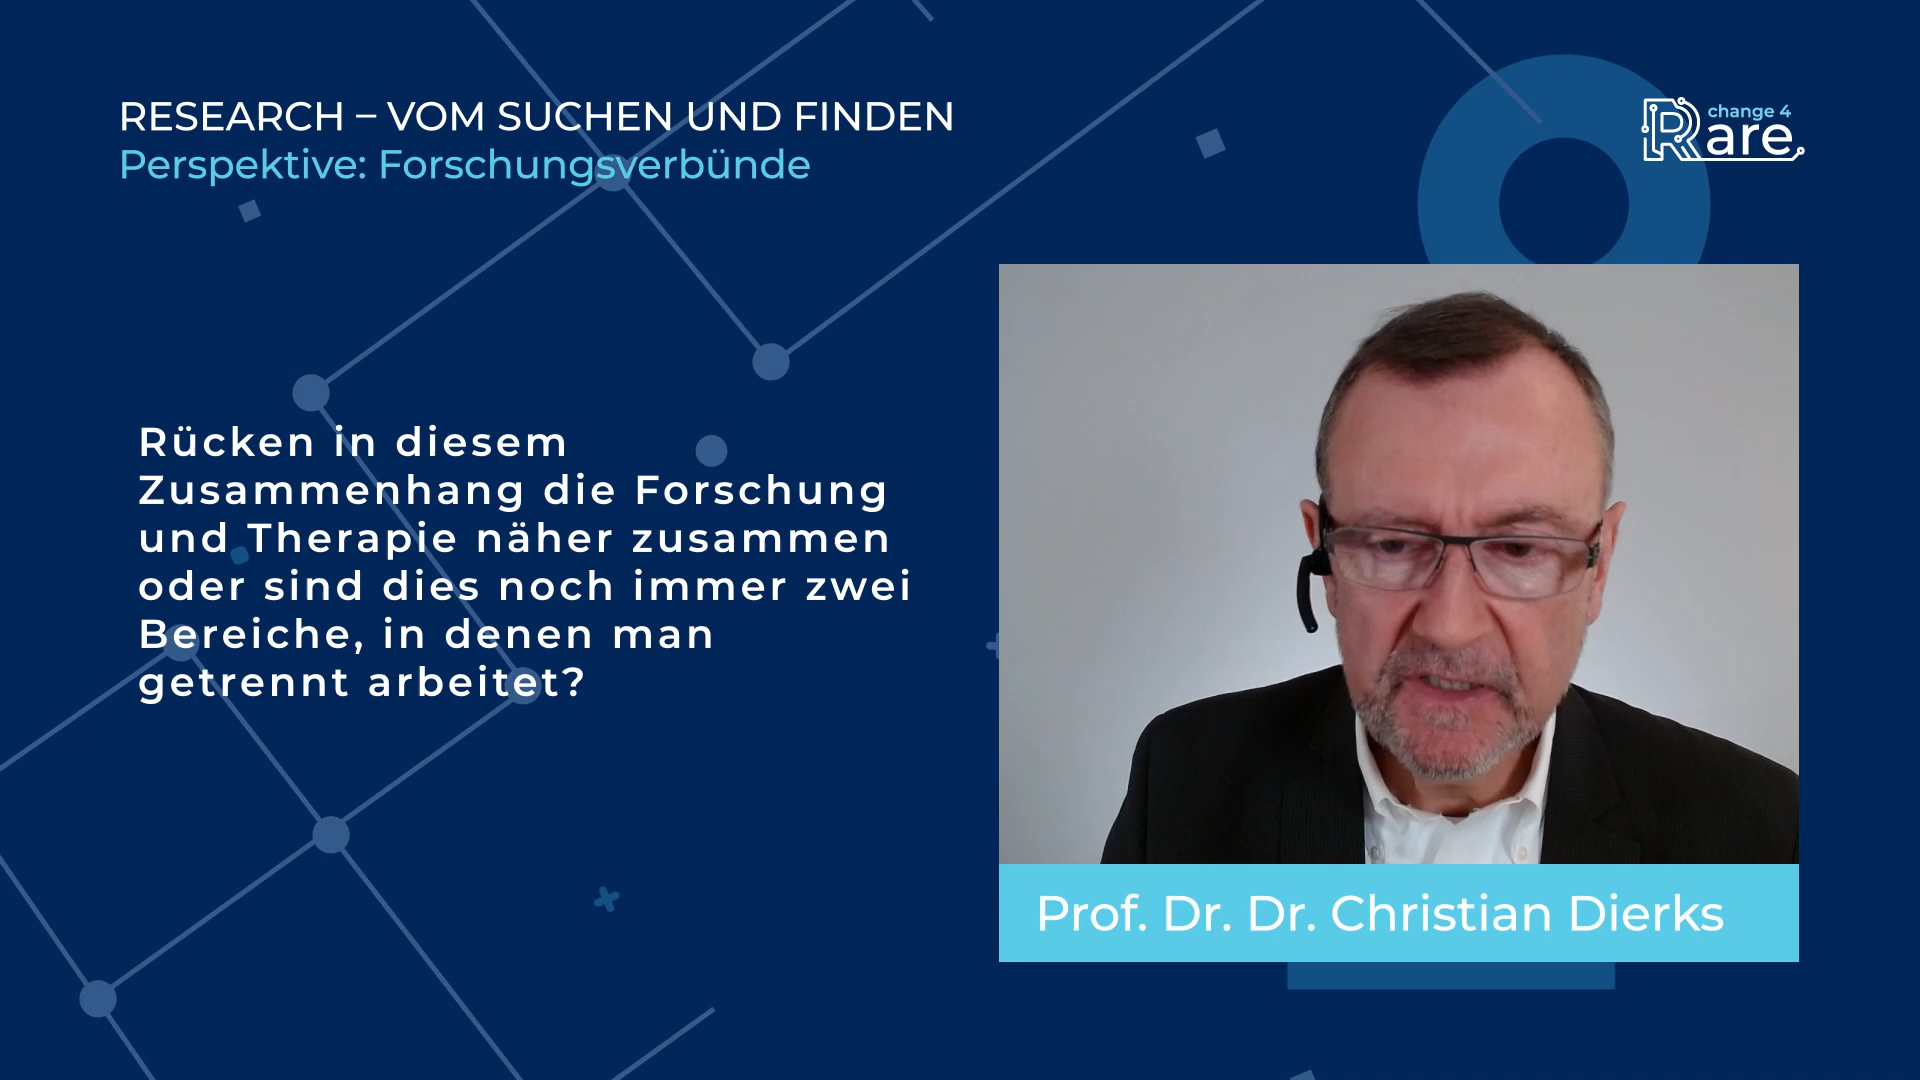 RESEARCH – VOM SUCHEN UND FINDEN
Perspektive: Forschungsverbünde
change 4
Rare
Rücken in diesem
Zusammenhang die Forschung
und Therapie näher zusammen
oder sind dies noch immer zwei
Bereiche, in denen man
getrennt arbeitet?
Prof. Dr. Dr. Christian Dierks